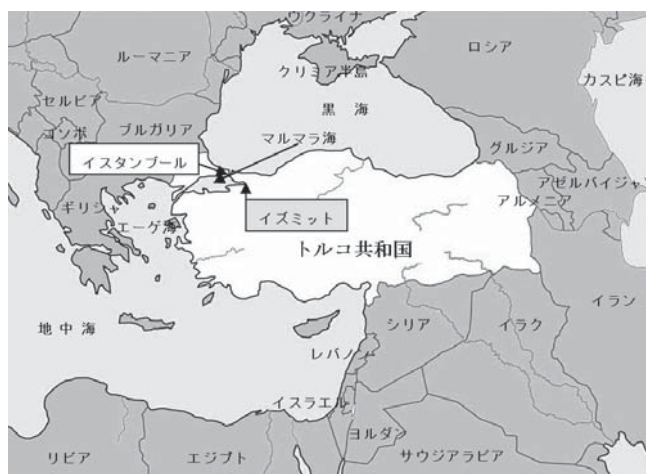 ウクライナ
ロシア
ルーマニア
クリミア半島
カスピ海
セルビア
黒 海
コソボ
ブルガリア
マルマラ海
グルジア
イスタンブール
アゼルバイジャン
アルメニア
ギリシャ
イズミット
エーゲ海
トルコ共和国
イラン
地 中 海
シリア
イラク
レバノン
イスラエル
ヨルダン
リビア
エジプト
サウジアラビア